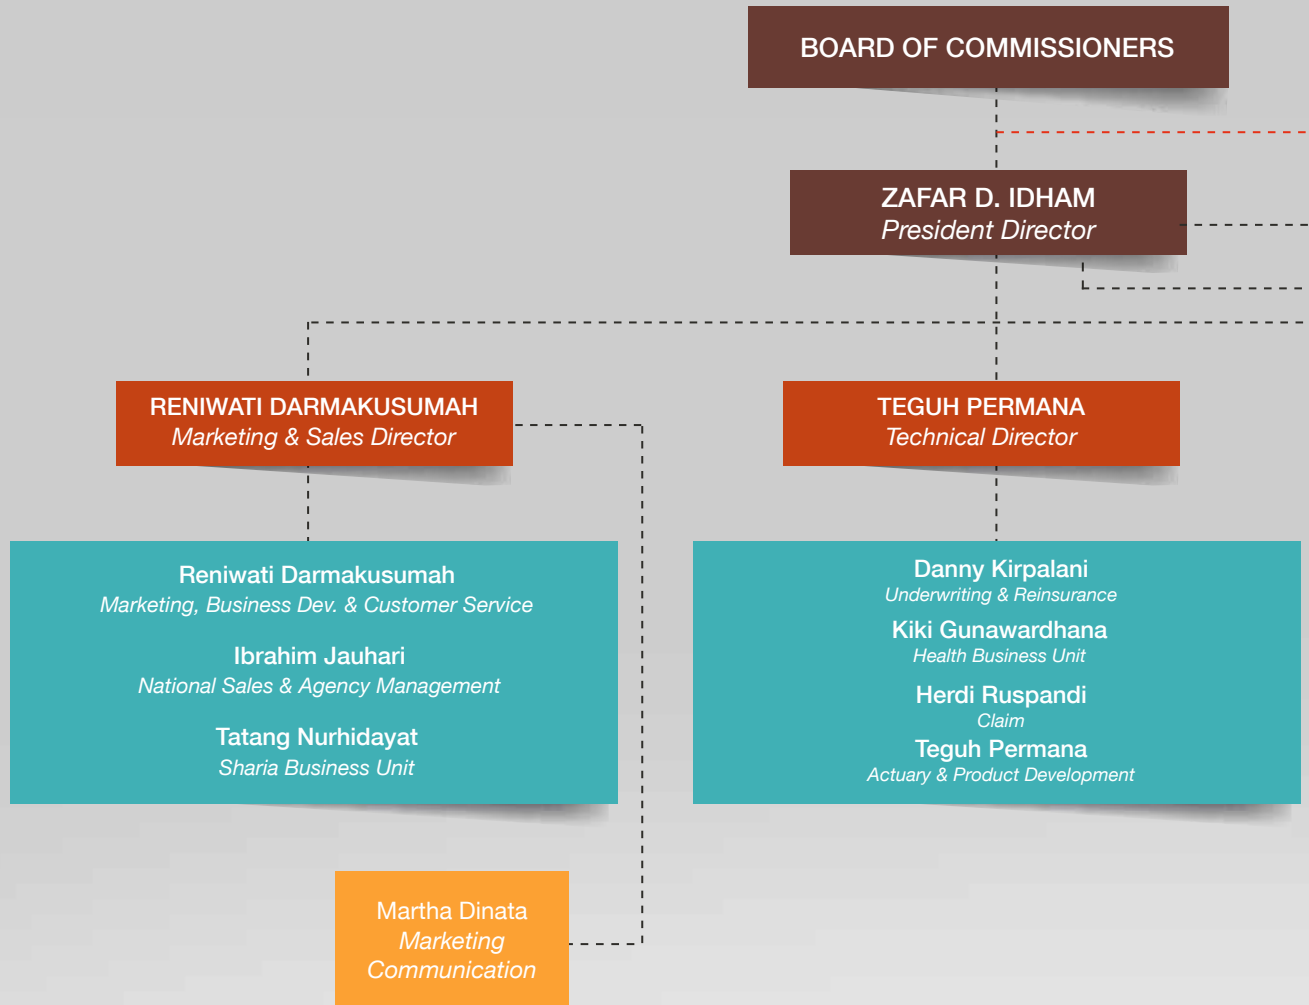 BOARD OF COMMISSIONERS
ZAFAR D. IDHAM
President Director
RENIWATI DARMAKUSUMAH
Marketing & Sales Director
TEGUH PERMANA
Technical Director
Reniwati Darmakusumah
Marketing, Business Dev. & Customer Service
Ibrahim Jauhari
National Sales & Agency Management
Tatang Nurhidayat
Sharia Business Unit
Danny Kirpalani
Underwriting & Reinsurance
Kiki Gunawardhana
Health Business Unit
Herdi Ruspandi
Claim
Teguh Permana
Actuary & Product Development
Martha Dinata
Marketing
Communication